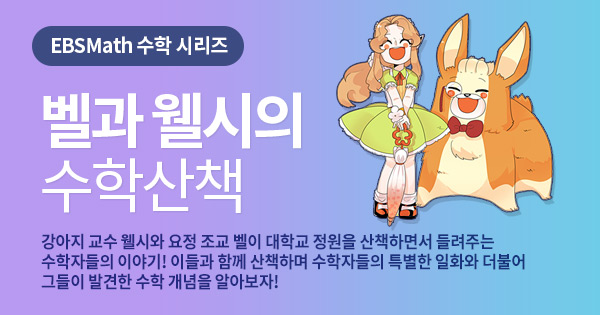 EBSMath 수학 시리즈
벨과 웰시의
수학산책
강아지 교수 웰시와 요정 조교 벨이 대학교 정원을 산책하면서 들려주는
수학자들의 이야기! 이들과 함께 산책하며 수학자들의 특별한 일화와 더불어
그들이 발견한 수학 개념을 알아보자!